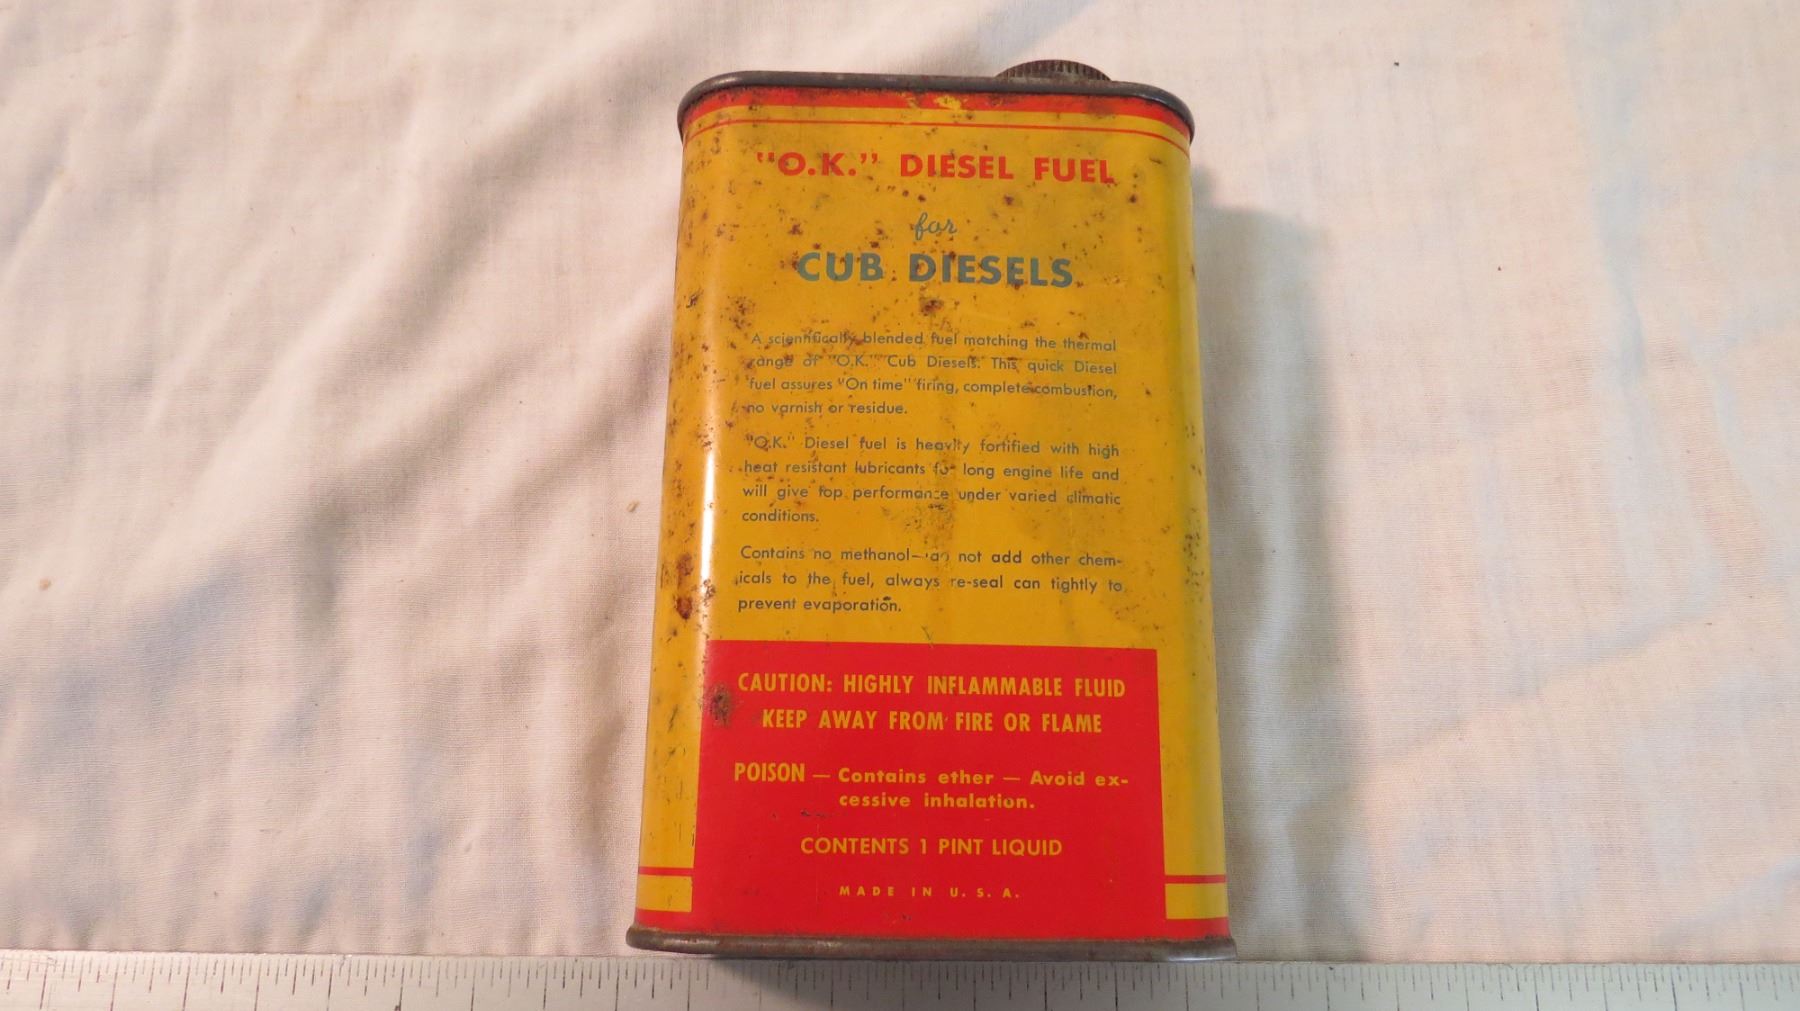 "O.K." DIESEL FUEL
for
CUB DIESELS
A scientifically blended fuel matching the thermal
range of "O.K." Cub Diesels. This quick Diesel
fuel assures "On time" firing, complete combustion,
no varnish or residue.
"O.K." Diesel fuel is heavily fortified with high
heat resistant lubricants for long engine life and
will give top performance under varied climatic
conditions.
Contains no methanol—do not add other chem-
icals to the fuel, always re-seal can tightly to
prevent evaporation.
CAUTION: HIGHLY INFLAMMABLE FLUID
KEEP AWAY FROM FIRE OR FLAME
POISON — Contains ether — Avoid ex-
cessive inhalation.
CONTENTS 1 PINT LIQUID
MADE IN U. S. A.